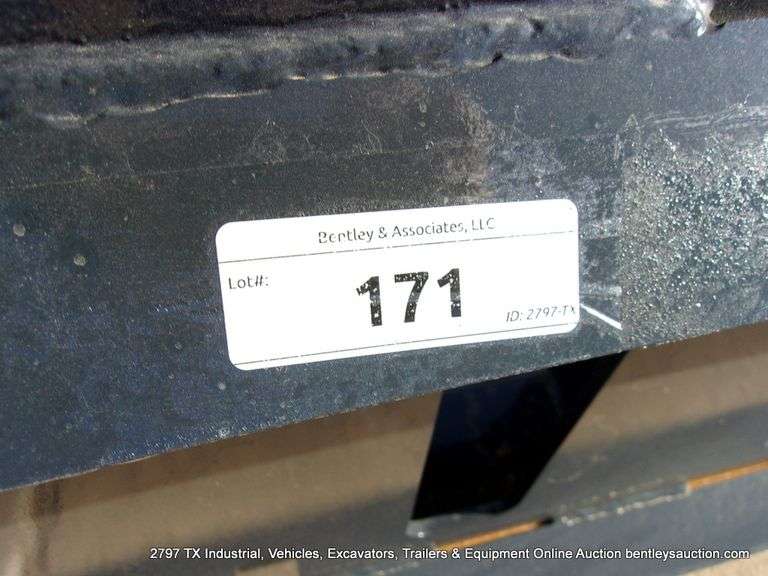 Bentley & Associates, LLC
Lot#:
171
ID: 2797-TX
2797 TX Industrial, Vehicles, Excavators, Trailers & Equipment Online Auction bentleysauction.com